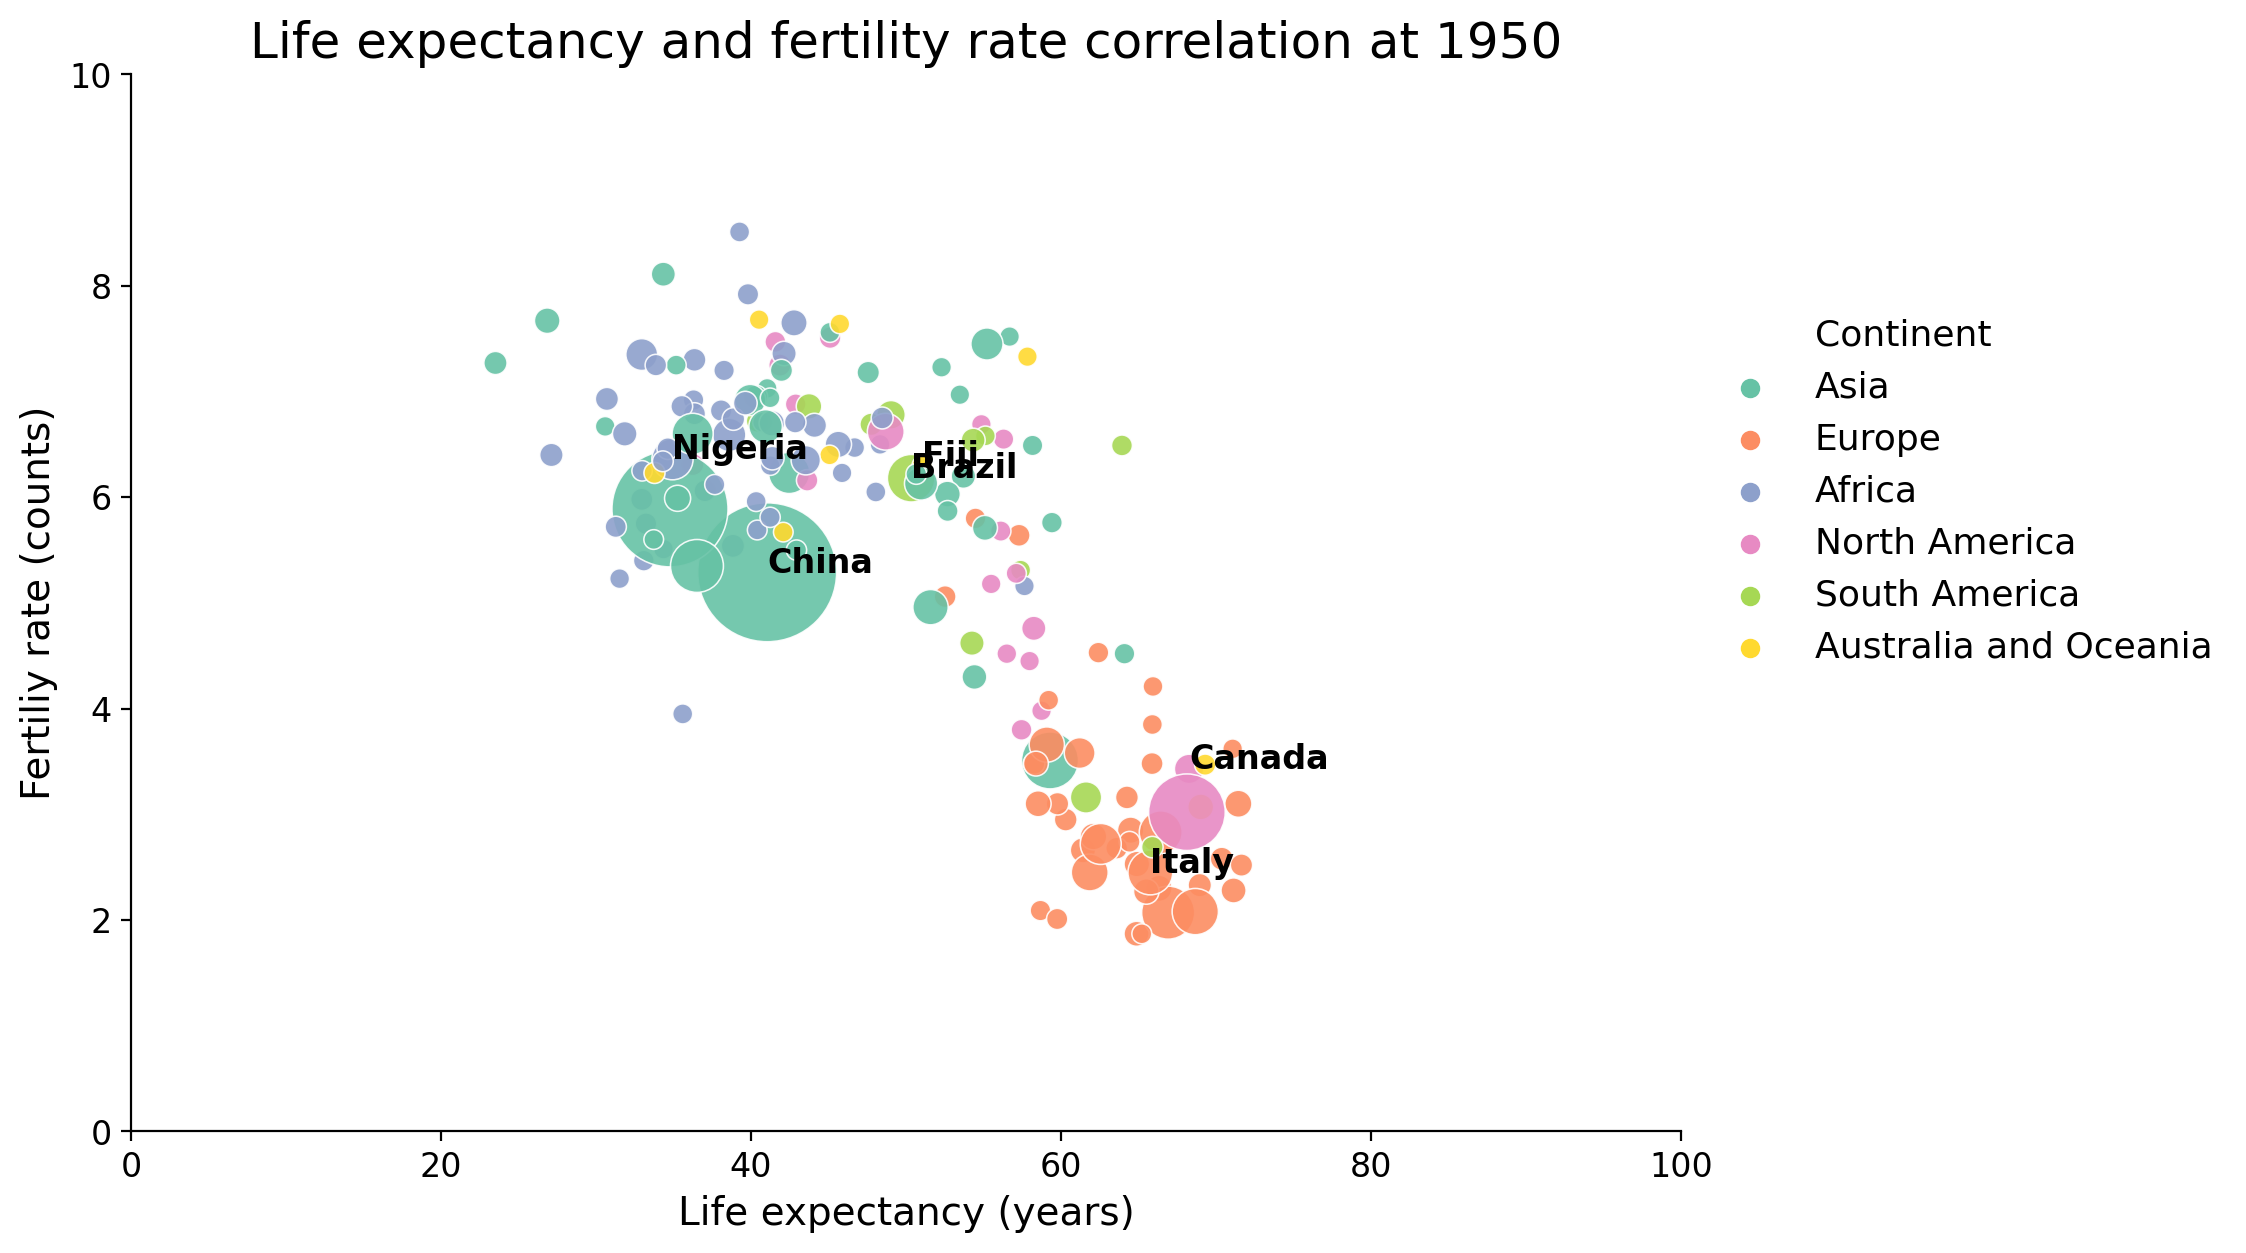 Life expectancy and fertility rate correlation at 1950
Fertiliy rate (counts)
10
8
6
4
2
0
Nigeria
Fiji
Brazil
China
Canada
Italy
0 20 40 60 80 100
Life expectancy (years)
Continent
Asia
Europe
Africa
North America
South America
Australia and Oceania